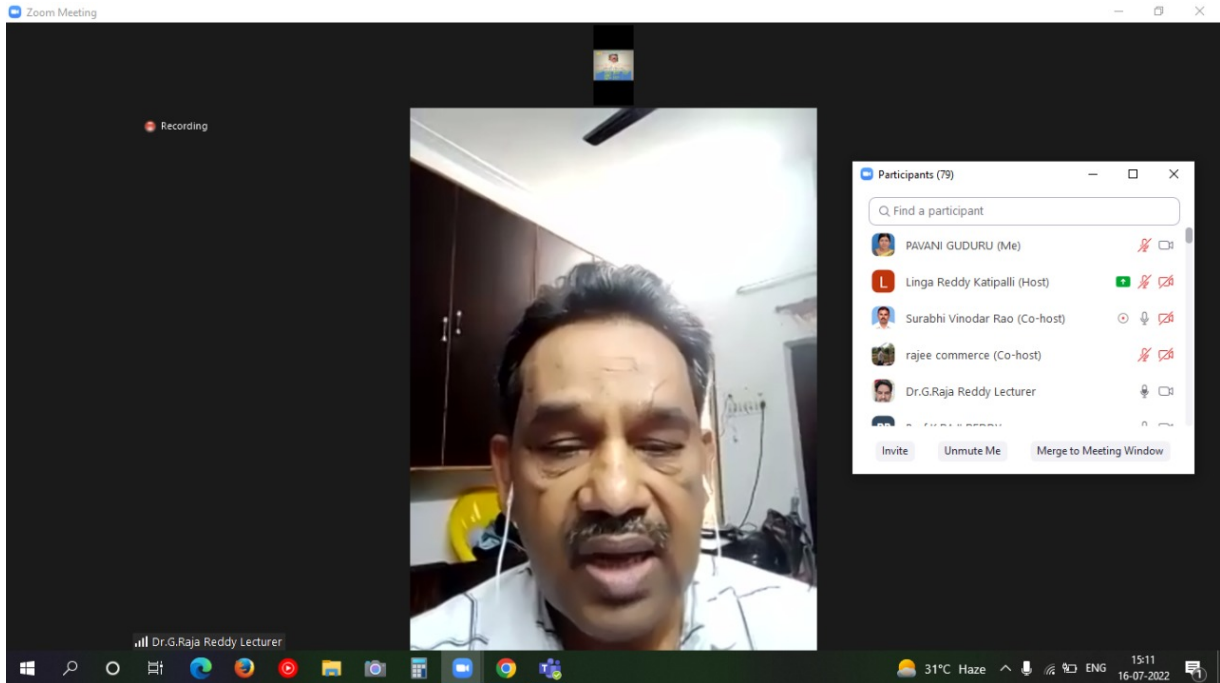 Zoom Meeting
Recording
Participants (79)
Find a participant
PAVANI GUDURU (Me)
Linga Reddy Katipalli (Host)
L
Surabhi Vinodar Rao (Co-host)
rajee commerce (Co-host)
Dr.G.Raja Reddy Lecturer
Invite
Unmute Me
Merge to Meeting Window
Dr.G.Raja Reddy Lecturer
31°C Haze
ENG
15:11
16-07-2022
1